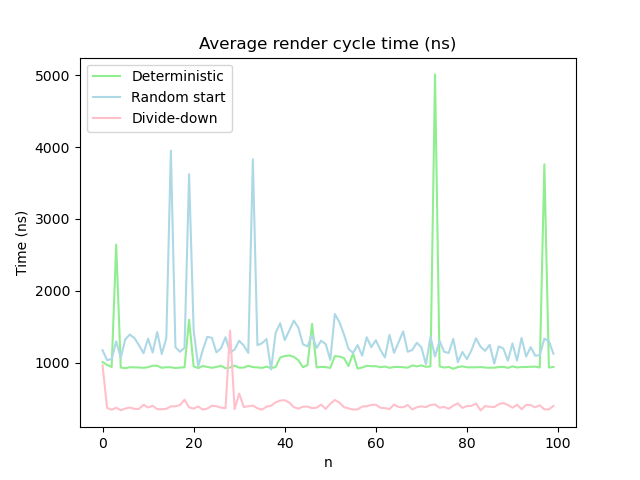 Average render cycle time (ns)
Deterministic
Random start
Divide-down
5000
4000
3000
2000
1000
Time (ns)
0
20
40
60
80
100
n